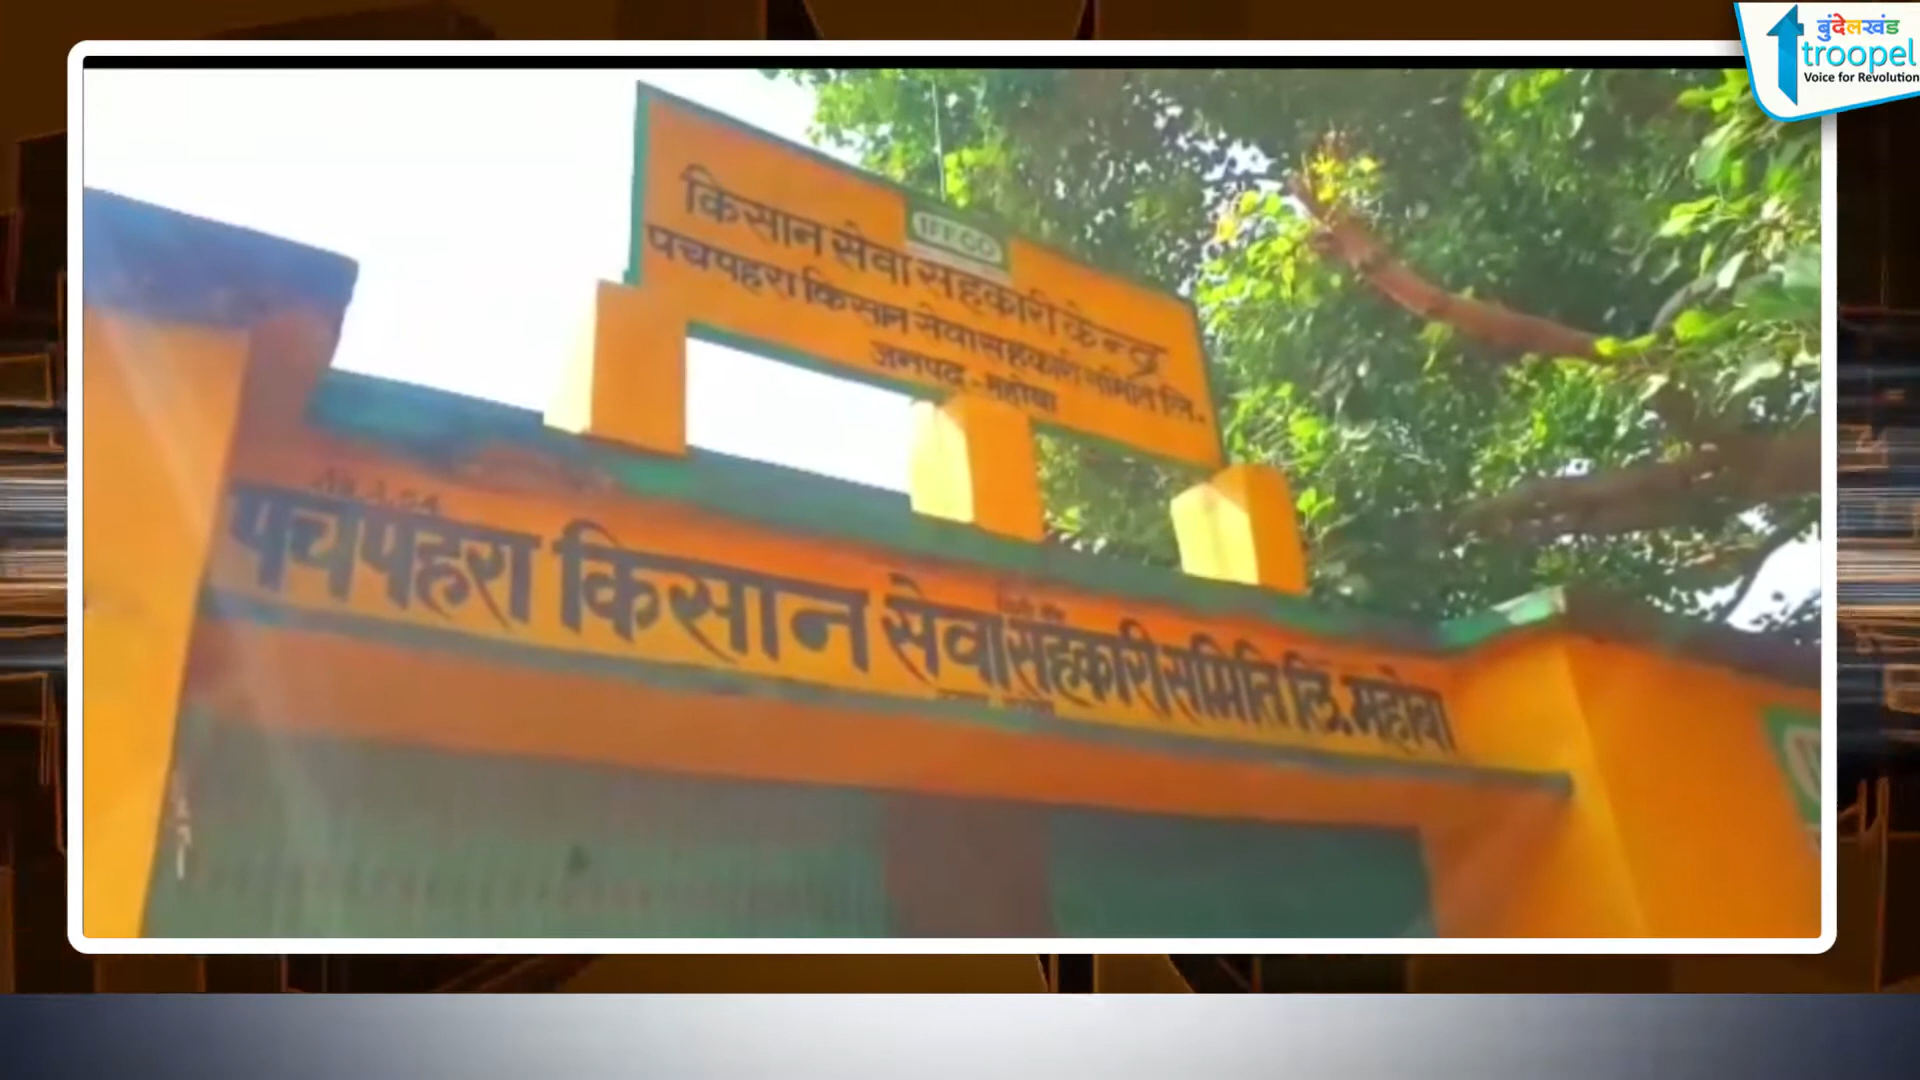 बुंदेलखंड
troopel
Voice for Revolution
IFFCO
किसान सेवा सहकारी केन्द्र
पचपहरा किसान सेवा सहकारी समिति लि.
जनपद - महोबा
पचपहरा किसान सेवा सहकारी समिति लि. महोबा